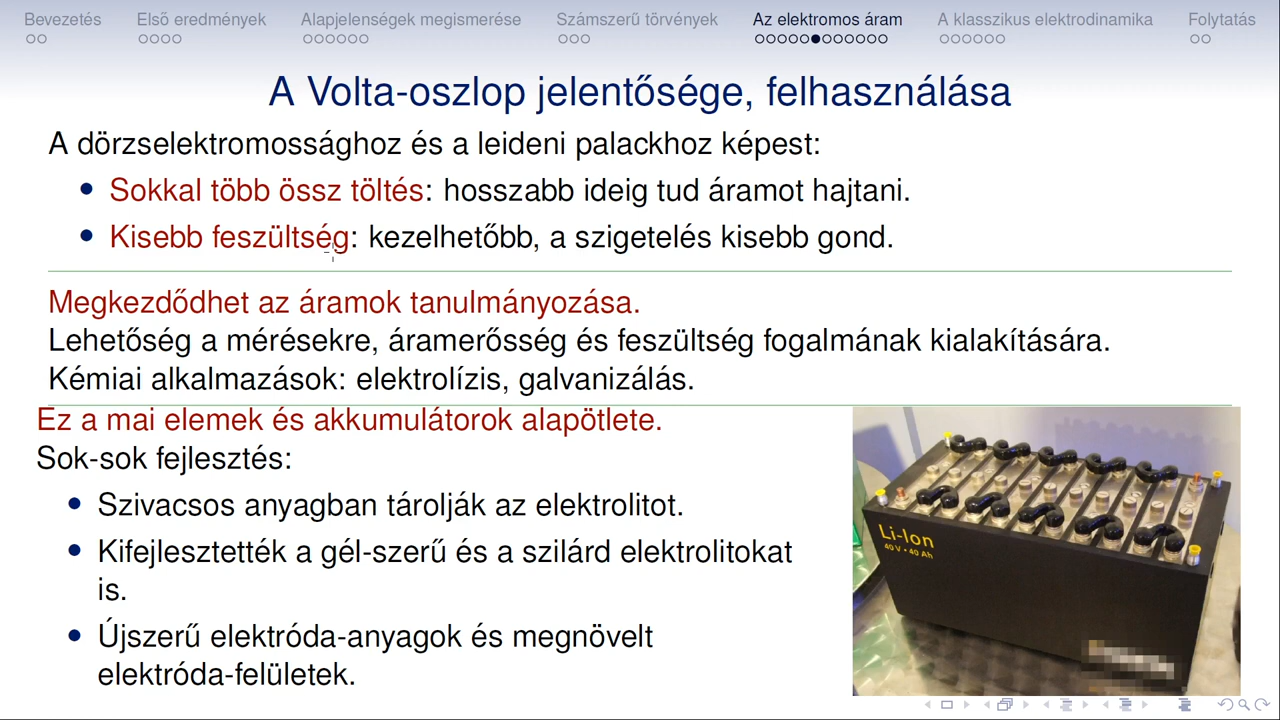 Bevezetés Első eredmények Alapjelenségek megismerése Számszerű törvények Az elektromos áram A klasszikus elektrodinamika Folytatás
A Volta-oszlop jelentősége, felhasználása
A dörzselektromossághoz és a leideni palackhoz képest:
Sokkal több össz töltés: hosszabb ideig tud áramot hajtani.
Kisebb feszültség: kezelhetőbb, a szigetelés kisebb gond.
Megkezdődhet az áramok tanulmányozása.
Lehetőség a mérésekre, áramerősség és feszültség fogalmának kialakítására.
Kémiai alkalmazások: elektrolízis, galvanizálás.
Ez a mai elemek és akkumulátorok alapötlete.
Sok-sok fejlesztés:
Szivacsos anyagban tárolják az elektrolitot.
Kifejlesztették a gél-szerű és a szilárd elektrolitokat
is.
Újszerű elektróda-anyagok és megnövelt
elektróda-felületek.
Li-Ion
40 V • 40 Ah